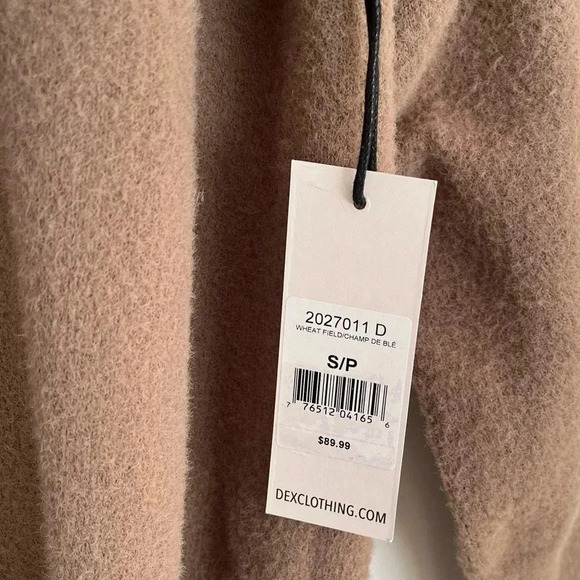 2027011 D
WHEAT FIELD/CHAMP DE BLÉ
S/P
7 76512 04165 6
$89.99
DEXCLOTHING.COM